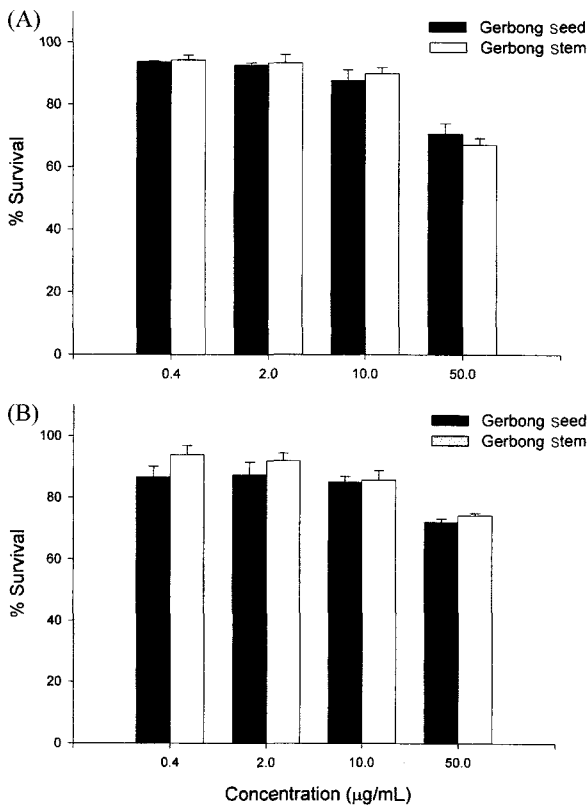 (A)
Gerbong seed
Gerbong stem
100
80
60
40
20
0
% Survival
0.4 2.0 10.0 50.0
(B)
Gerbong seed
Gerbong stem
100
80
60
40
20
0
% Survival
0.4 2.0 10.0 50.0
Concentration (μg/mL)